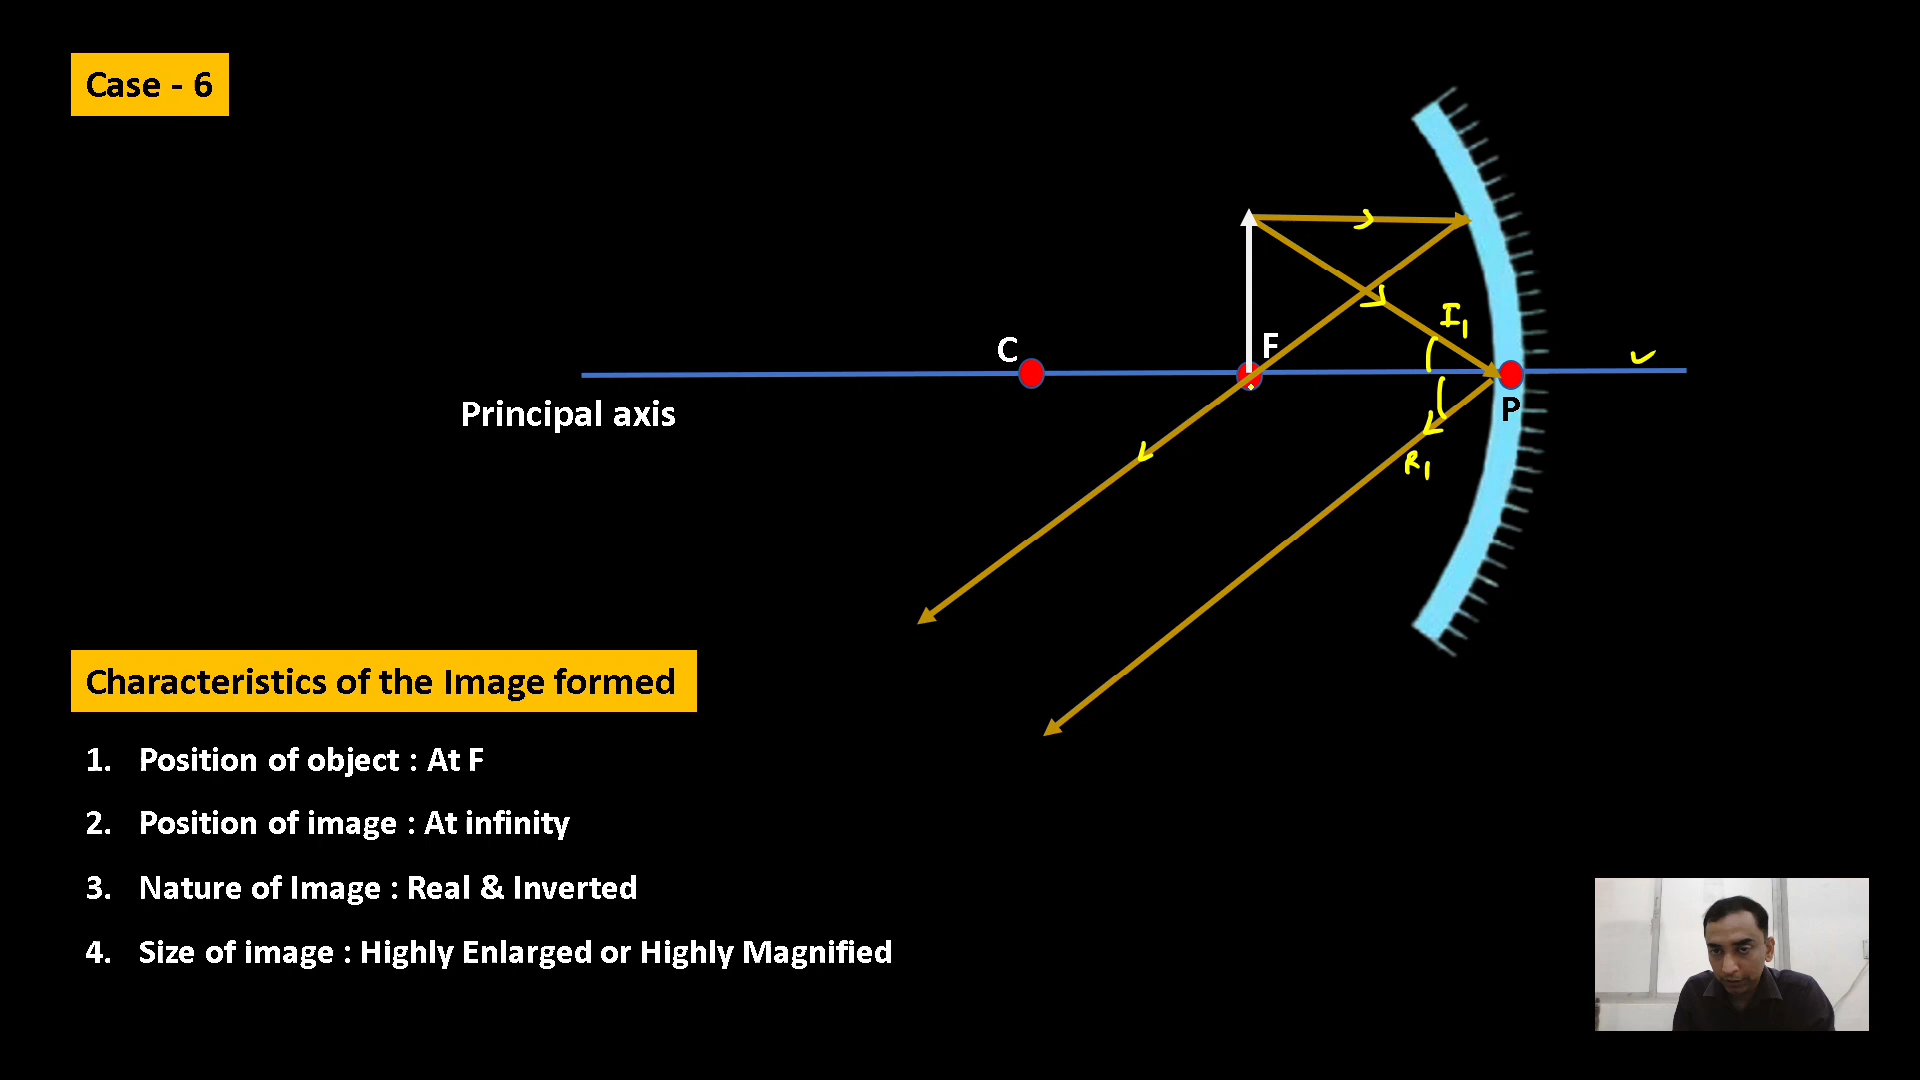 Case - 6
I1
C
F
Principal axis
P
R1
Characteristics of the Image formed
1. Position of object : At F
2. Position of image : At infinity
3. Nature of Image : Real & Inverted
4. Size of image : Highly Enlarged or Highly Magnified